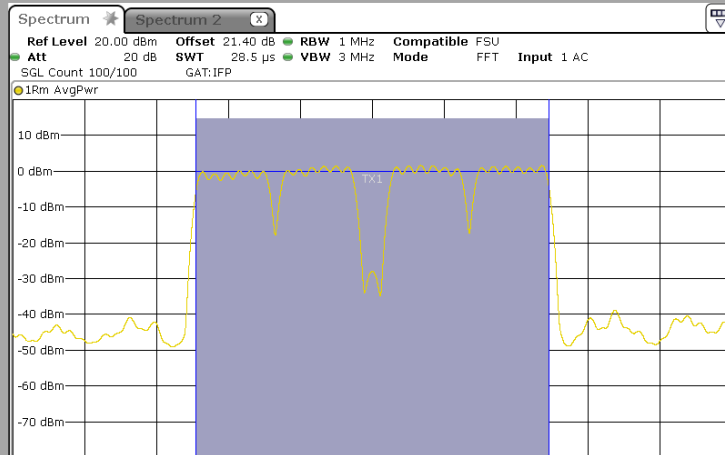 Spectrum Spectrum 2 X
Ref Level 20.00 dBm Offset 21.40 dB RBW 1 MHz Compatible FSU
Att 20 dB SWT 28.5 µs VBW 3 MHz Mode FFT Input 1 AC
SGL Count 100/100 GAT:IFP
1Rm AvgPwr
10 dBm
0 dBm
TX1
-10 dBm
-20 dBm
-30 dBm
-40 dBm
-50 dBm
-60 dBm
-70 dBm